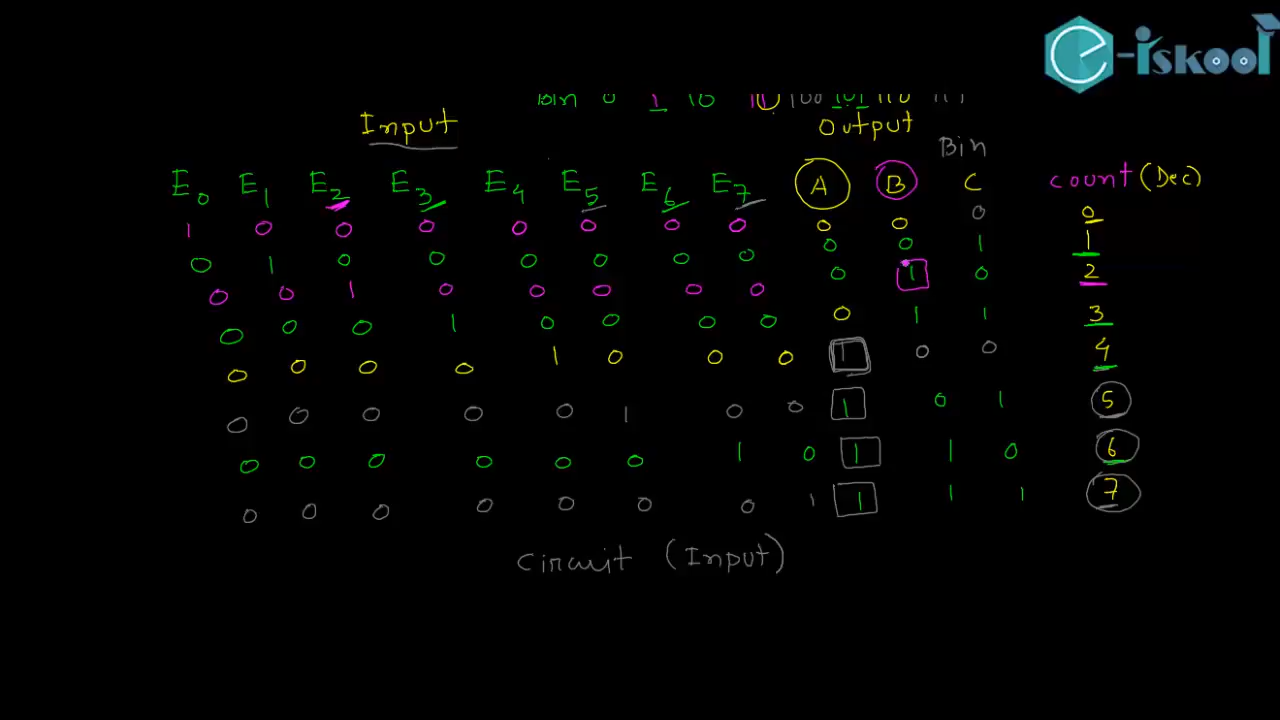 e-iskool
Bin 0 1 10 11 100 101 110 111
Input Output
Bin
E0 E1 E2 E3 E4 E5 E6 E7 A B C count (Dec)
1 0 0 0 0 0 0 0 0 0 0 0
0 1 0 0 0 0 0 0 0 0 1 1
0 0 1 0 0 0 0 0 0 1 0 2
0 0 0 1 0 0 0 0 0 1 1 3
0 0 0 0 1 0 0 0 1 0 0 4
0 0 0 0 0 1 0 0 1 0 1 5
0 0 0 0 0 0 1 0 1 1 0 6
0 0 0 0 0 0 0 1 1 1 1 7
Circuit (Input)